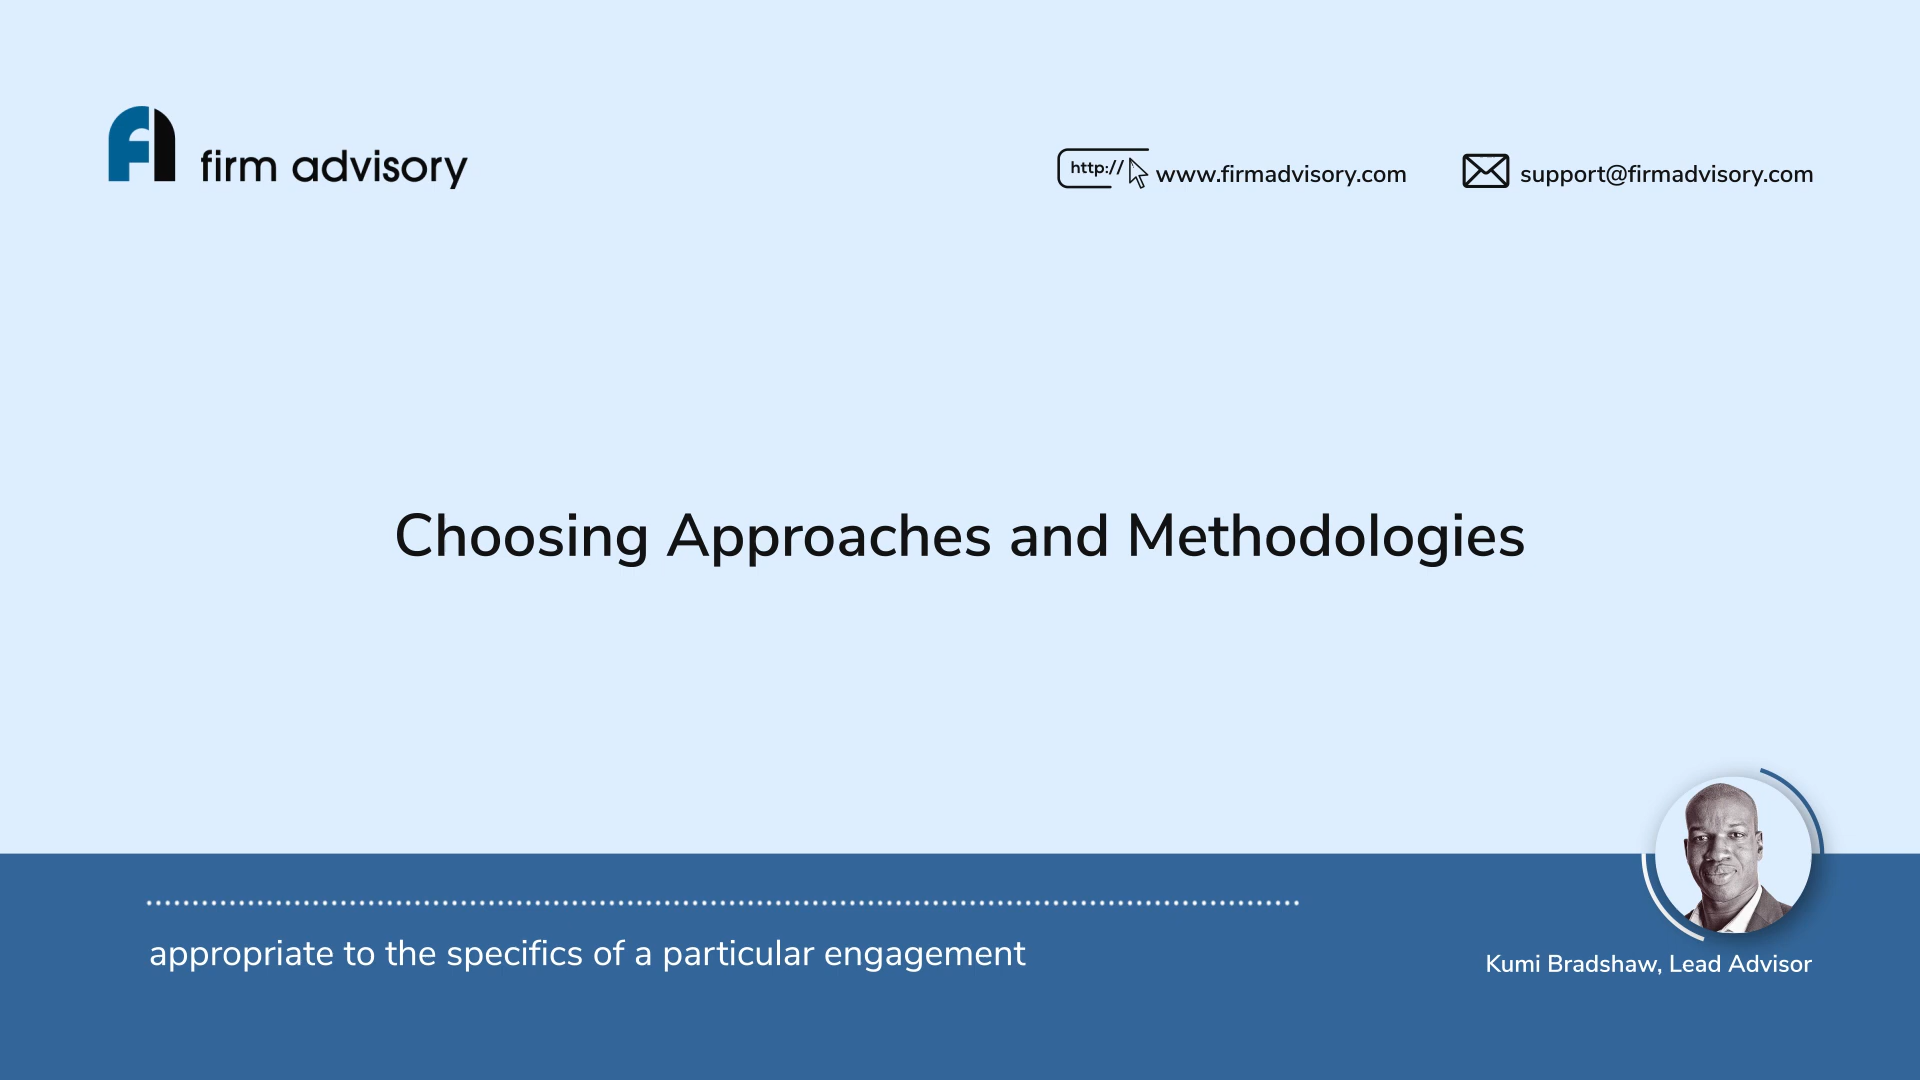 firm advisory
http://
www.firmadvisory.com
support@firmadvisory.com
Choosing Approaches and Methodologies
appropriate to the specifics of a particular engagement
Kumi Bradshaw, Lead Advisor